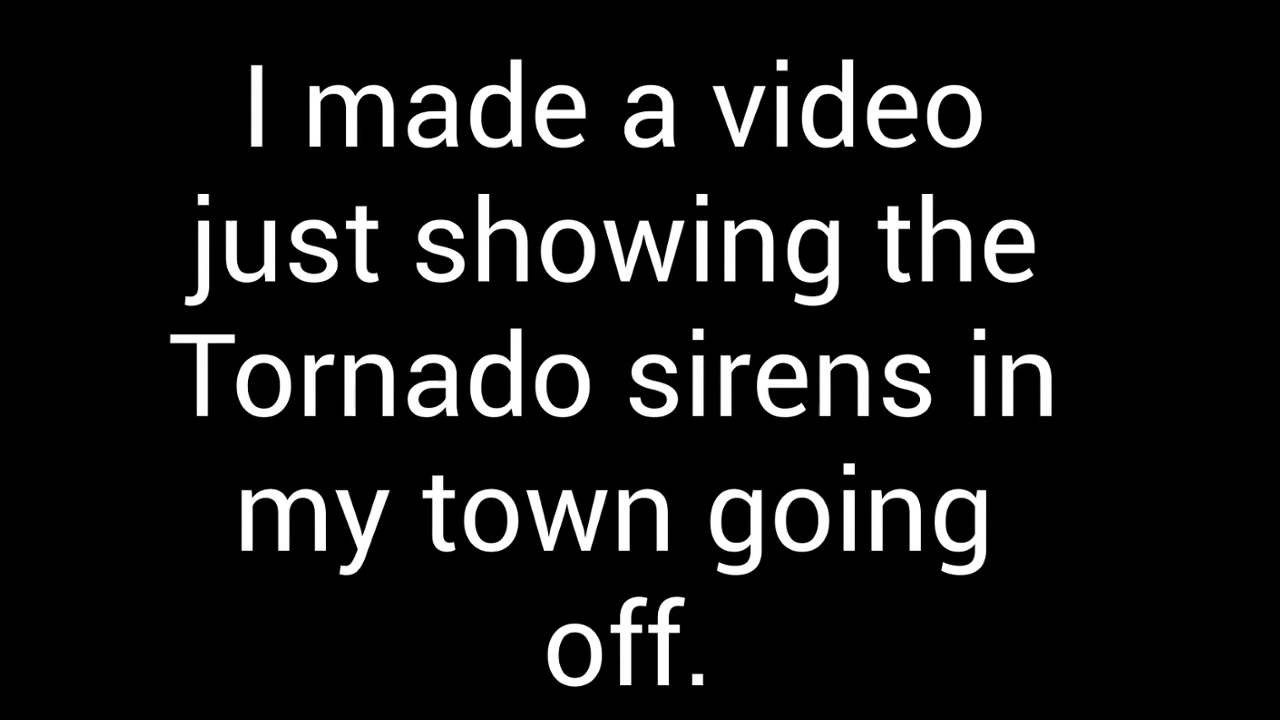 I made a video
just showing the
Tornado sirens in
my town going
off.